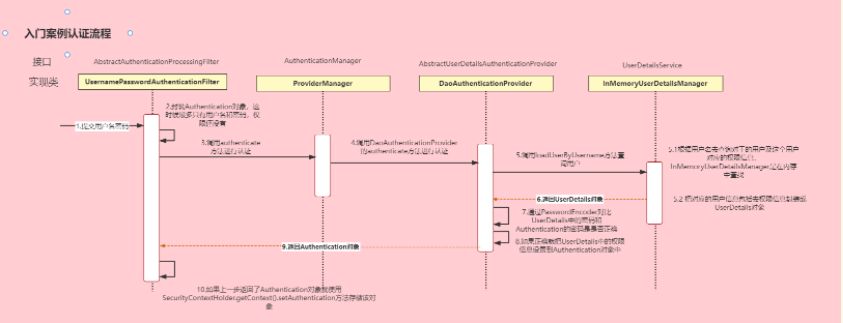 入门案例认证流程
接口
AbstractAuthenticationProcessingFilter
AuthenticationManager
AbstractUserDetailsAuthenticationProvider
UserDetailsService
实现类
UsernamePasswordAuthenticationFilter
ProviderManager
DaoAuthenticationProvider
InMemoryUserDetailsManager
1.提交用户名密码
2.封装Authentication对象，这
时候最多只有用户名和密码，权
限还没有
3.调用authenticate
方法进行认证
4.调用DaoAuthenticationProvider
的authenticate方法进行认证
5.调用loadUserByUsername方法查
询用户
5.1根据用户名去查询对应的用户及这个用户
对应的权限信息，
InMemoryUserDetailsManager是在内存
中查找
5.2 把对应的用户信息包括去权限信息封装成
UserDetails对象
6.返回UserDetails对象
7.通过PasswordEncoder对比
UserDetails中的密码和
Authentication的密码是否正确
8.如果正确就把UserDetails中的权限
信息设置到Authentication对象中
9.返回Authentication对象
10.如果上一步返回了Authentication对象就使用
SecurityContextHolder.getContext().setAuthentication方法存储该对
象